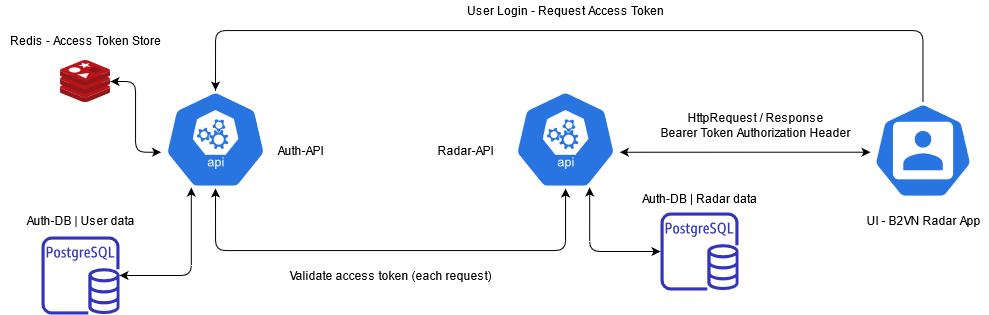 User Login - Request Access Token
Redis - Access Token Store
HttpRequest / Response
Bearer Token Authorization Header
api
Auth-API
Radar-API
api
Auth-DB | User data
PostgreSQL
Auth-DB | Radar data
PostgreSQL
UI - B2VN Radar App
Validate access token (each request)